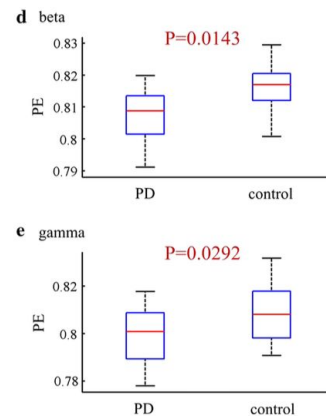 d beta
P=0.0143
0.83
0.82
0.81
0.8
0.79
PE
PD control
e gamma
P=0.0292
0.82
0.8
0.78
PE
PD control